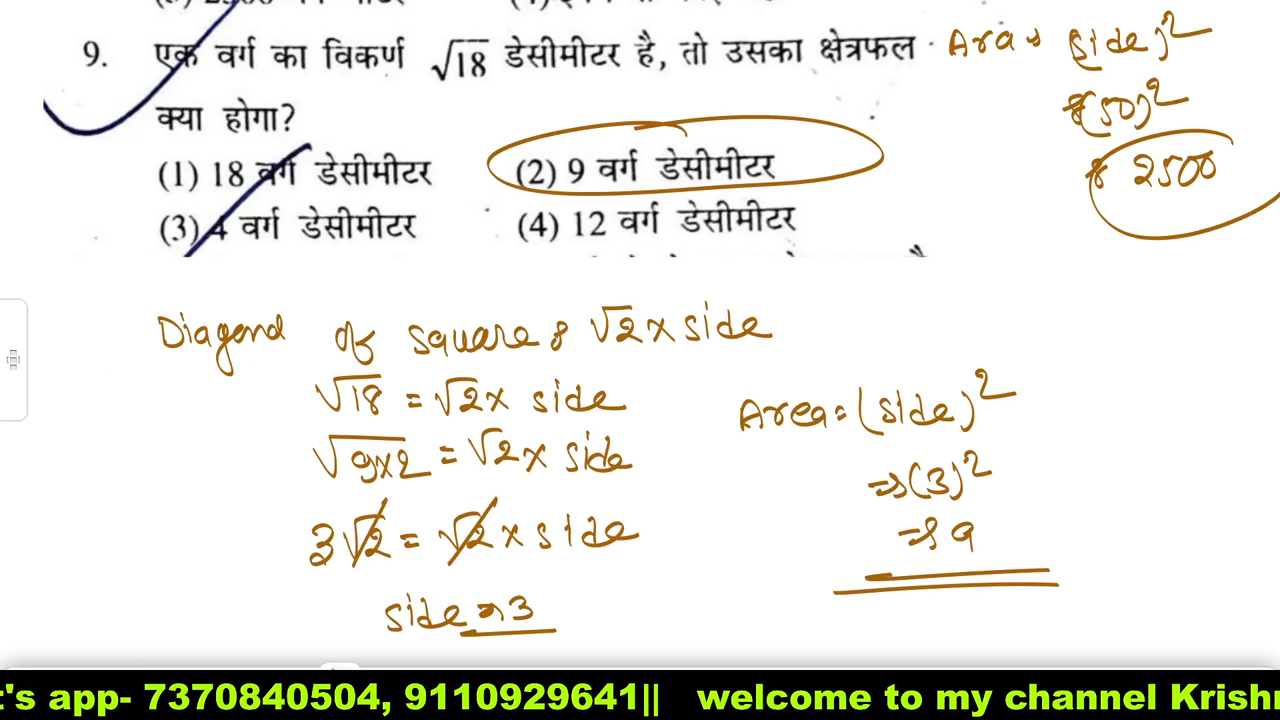 9. एक वर्ग का विकर्ण √18 डेसीमीटर है, तो उसका क्षेत्रफल
क्या होगा?
(1) 18 वर्ग डेसीमीटर (2) 9 वर्ग डेसीमीटर
(3) 4 वर्ग डेसीमीटर (4) 12 वर्ग डेसीमीटर
Area (side)²
(50)²
2500
Diagonal of square √2 x side
√18 = √2 x side
√9x2 = √2 x side
3√2 = √2 x side
side 3
Area = (side)²
⇒ (3)²
⇒ 9
t's app- 7370840504, 9110929641|| welcome to my channel Krish